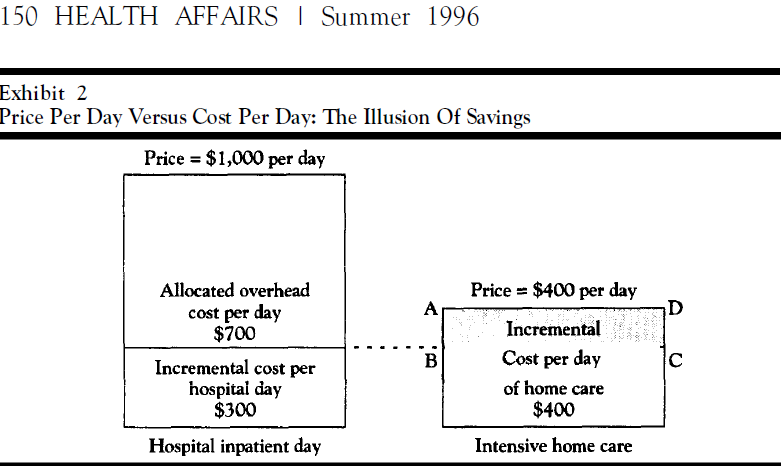 150 HEALTH AFFAIRS | Summer 1996
Exhibit 2
Price Per Day Versus Cost Per Day: The Illusion Of Savings
Price = $1,000 per day
Allocated overhead
cost per day
$700
Incremental cost per
hospital day
$300
Hospital inpatient day
Price = $400 per day
A
D
Incremental
B
Cost per day
C
of home care
$400
Intensive home care